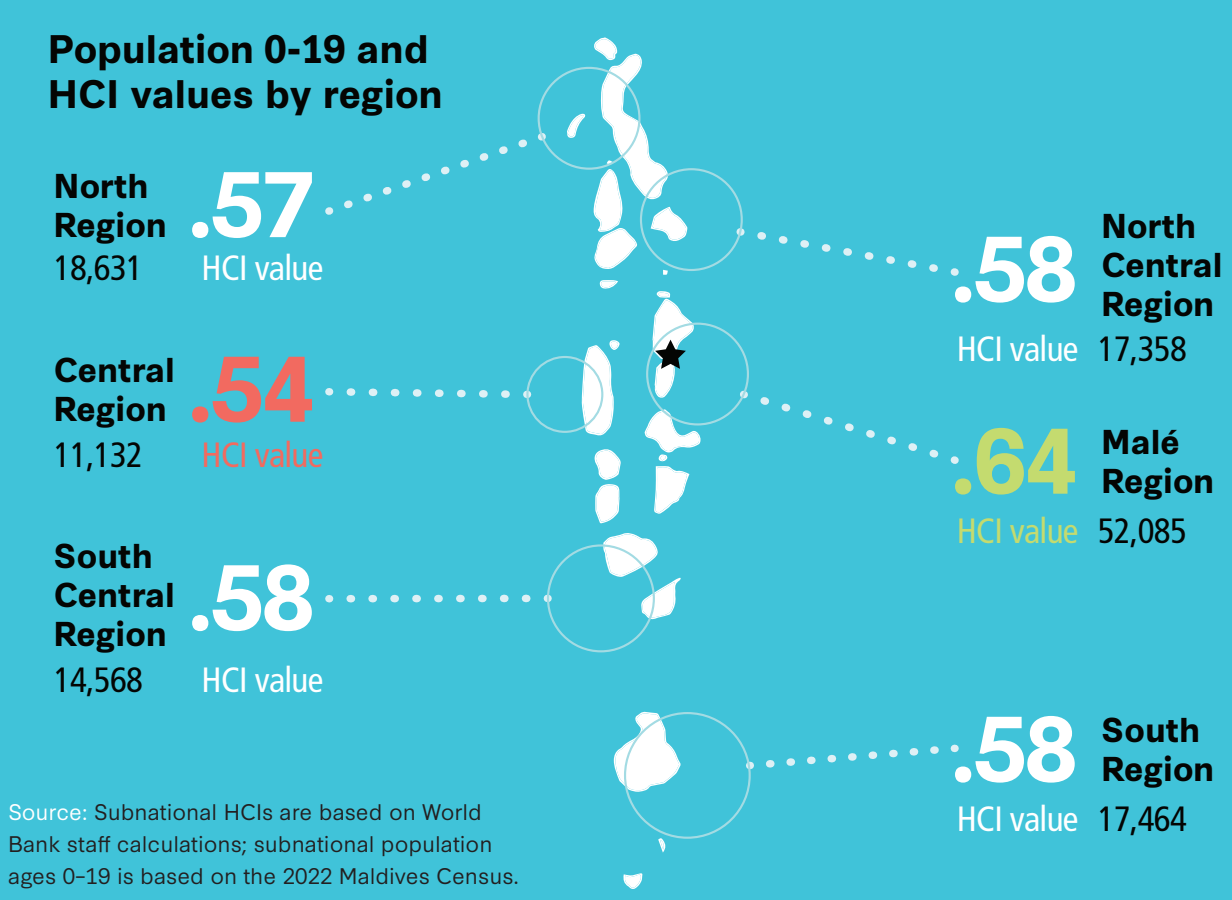 Population 0-19 and
HCI values by region
North
Region
18,631
.57
HCI value
Central
Region
11,132
.54
HCI value
South
Central
Region
14,568
.58
HCI value
.58
HCI value
North
Central
Region
17,358
.64
HCI value
Malé
Region
52,085
.58
HCI value
South
Region
17,464
Source: Subnational HCIs are based on World
Bank staff calculations; subnational population
ages 0–19 is based on the 2022 Maldives Census.